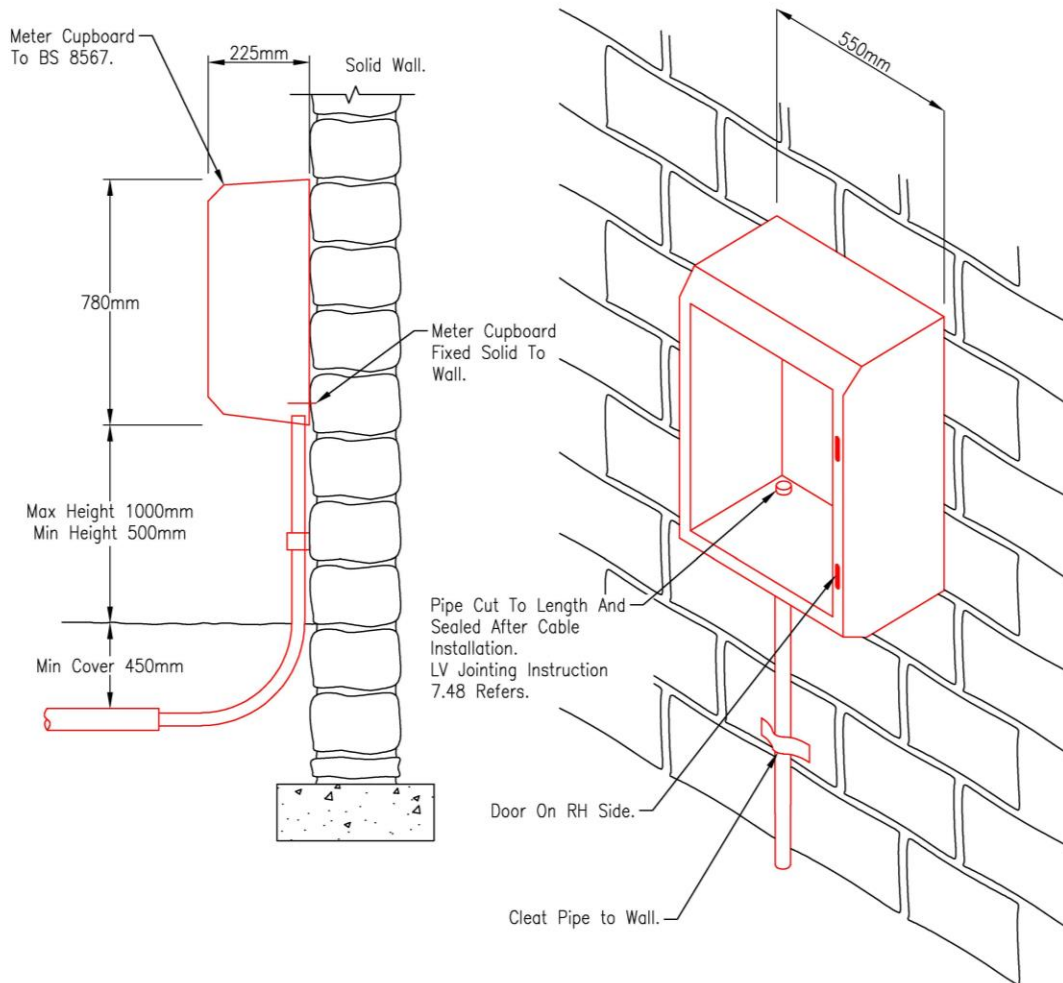 Meter Cupboard
To BS 8567.
225mm
Solid Wall.
780mm
Meter Cupboard
Fixed Solid To
Wall.
Max Height 1000mm
Min Height 500mm
Min Cover 450mm
550mm
Pipe Cut To Length And
Sealed After Cable
Installation.
LV Jointing Instruction
7.48 Refers.
Door On RH Side.
Cleat Pipe to Wall.